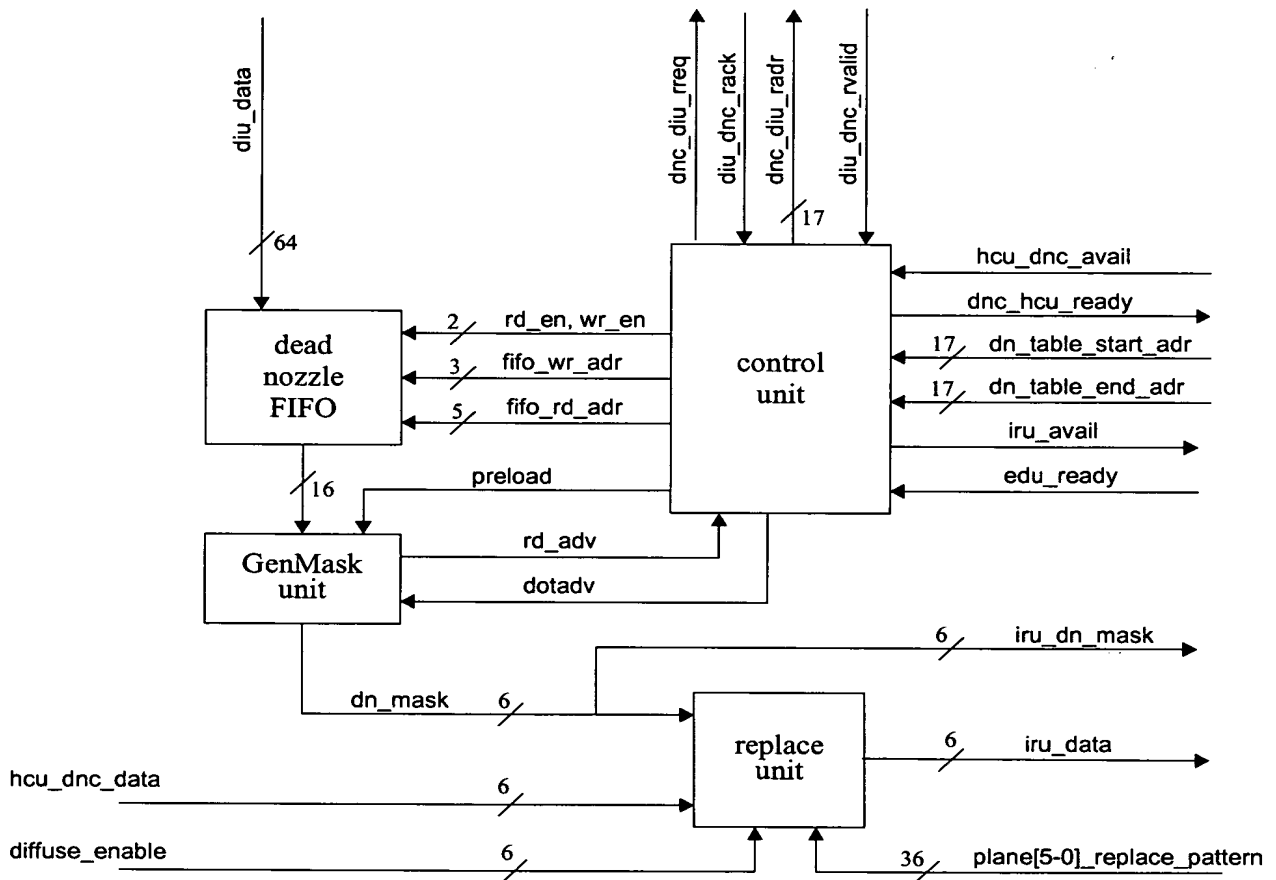 diu_data
dnc_diu_rreq
diu_dnc_rack
dnc_diu_radr
diu_dnc_rvalid
17
64
hcu_dnc_avail
dnc_hcu_ready
2 rd_en, wr_en
17 dn_table_start_adr
dead
nozzle
FIFO
control
unit
3 fifo_wr_adr
17 dn_table_end_adr
5 fifo_rd_adr
iru_avail
16
preload
edu_ready
GenMask
unit
rd_adv
dotadv
6 iru_dn_mask
dn_mask 6
replace
unit
6 iru_data
hcu_dnc_data
6
diffuse_enable
6
36 plane[5-0]_replace_pattern